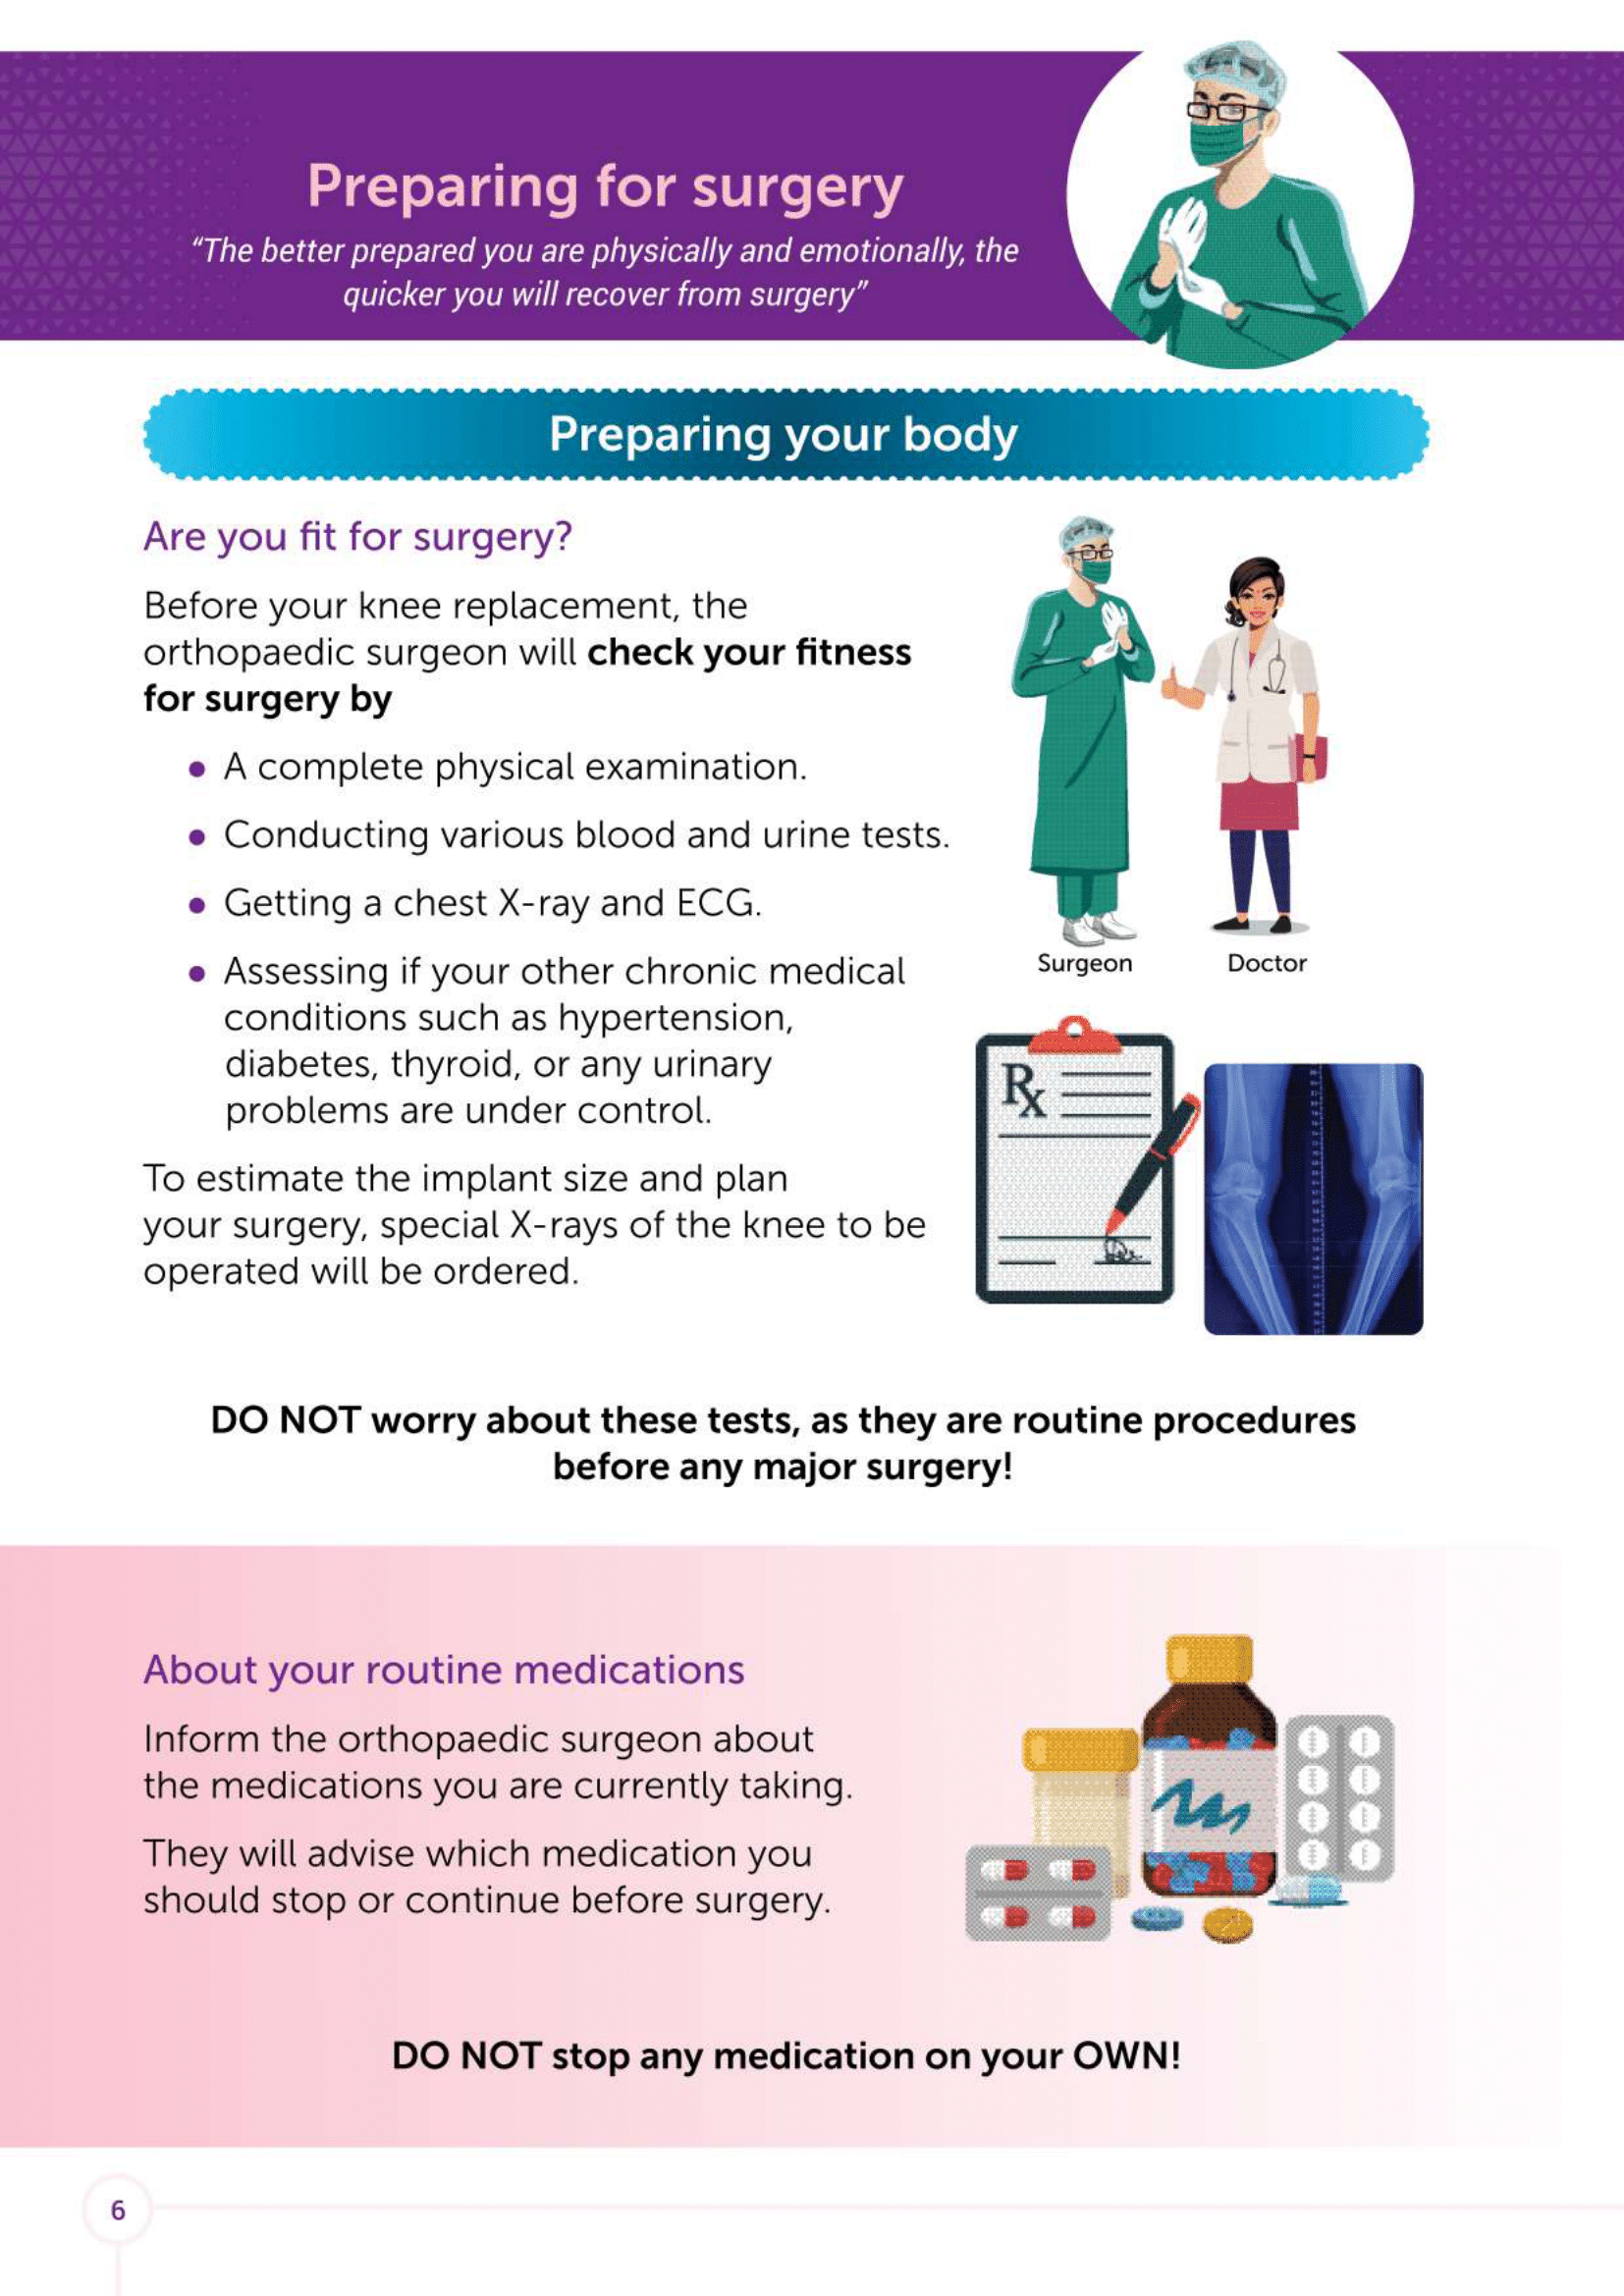 Preparing for surgery
“The better prepared you are physically and emotionally, the
quicker you will recover from surgery”
Preparing your body
Are you fit for surgery?
Before your knee replacement, the
orthopaedic surgeon will check your fitness
for surgery by
• A complete physical examination.
• Conducting various blood and urine tests.
• Getting a chest X-ray and ECG.
• Assessing if your other chronic medical
conditions such as hypertension,
diabetes, thyroid, or any urinary
problems are under control.
To estimate the implant size and plan
your surgery, special X-rays of the knee to be
operated will be ordered.
Surgeon
Doctor
Rx
DO NOT worry about these tests, as they are routine procedures
before any major surgery!
About your routine medications
Inform the orthopaedic surgeon about
the medications you are currently taking.
They will advise which medication you
should stop or continue before surgery.
DO NOT stop any medication on your OWN!
6